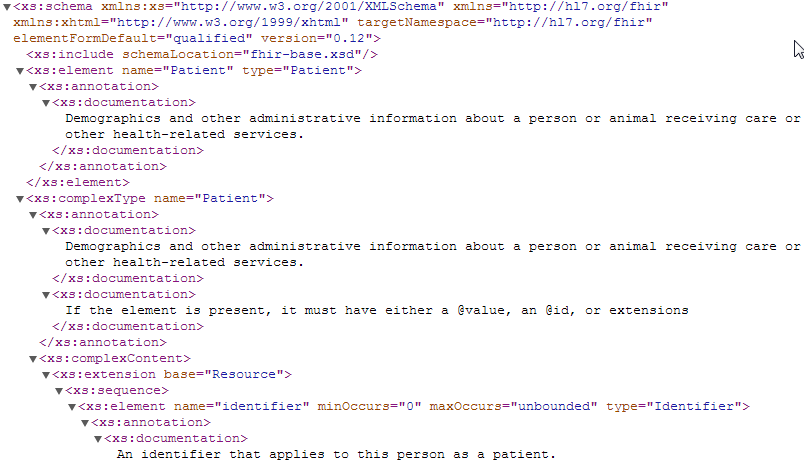 ▼<xs:schema xmlns:xs="http://www.w3.org/2001/XMLSchema" xmlns="http://hl7.org/fhir"
xmlns:xhtml="http://www.w3.org/1999/xhtml" targetNamespace="http://hl7.org/fhir"
elementFormDefault="qualified" version="0.12">
<xs:include schemaLocation="fhir-base.xsd"/>
▼<xs:element name="Patient" type="Patient">
▼<xs:annotation>
▼<xs:documentation>
Demographics and other administrative information about a person or animal receiving care or
other health-related services.
</xs:documentation>
</xs:annotation>
</xs:element>
▼<xs:complexType name="Patient">
▼<xs:annotation>
▼<xs:documentation>
Demographics and other administrative information about a person or animal receiving care or
other health-related services.
</xs:documentation>
▼<xs:documentation>
If the element is present, it must have either a @value, an @id, or extensions
</xs:documentation>
</xs:annotation>
▼<xs:complexContent>
▼<xs:extension base="Resource">
▼<xs:sequence>
▼<xs:element name="identifier" minOccurs="0" maxOccurs="unbounded" type="Identifier">
▼<xs:annotation>
▼<xs:documentation>
An identifier that applies to this person as a patient.